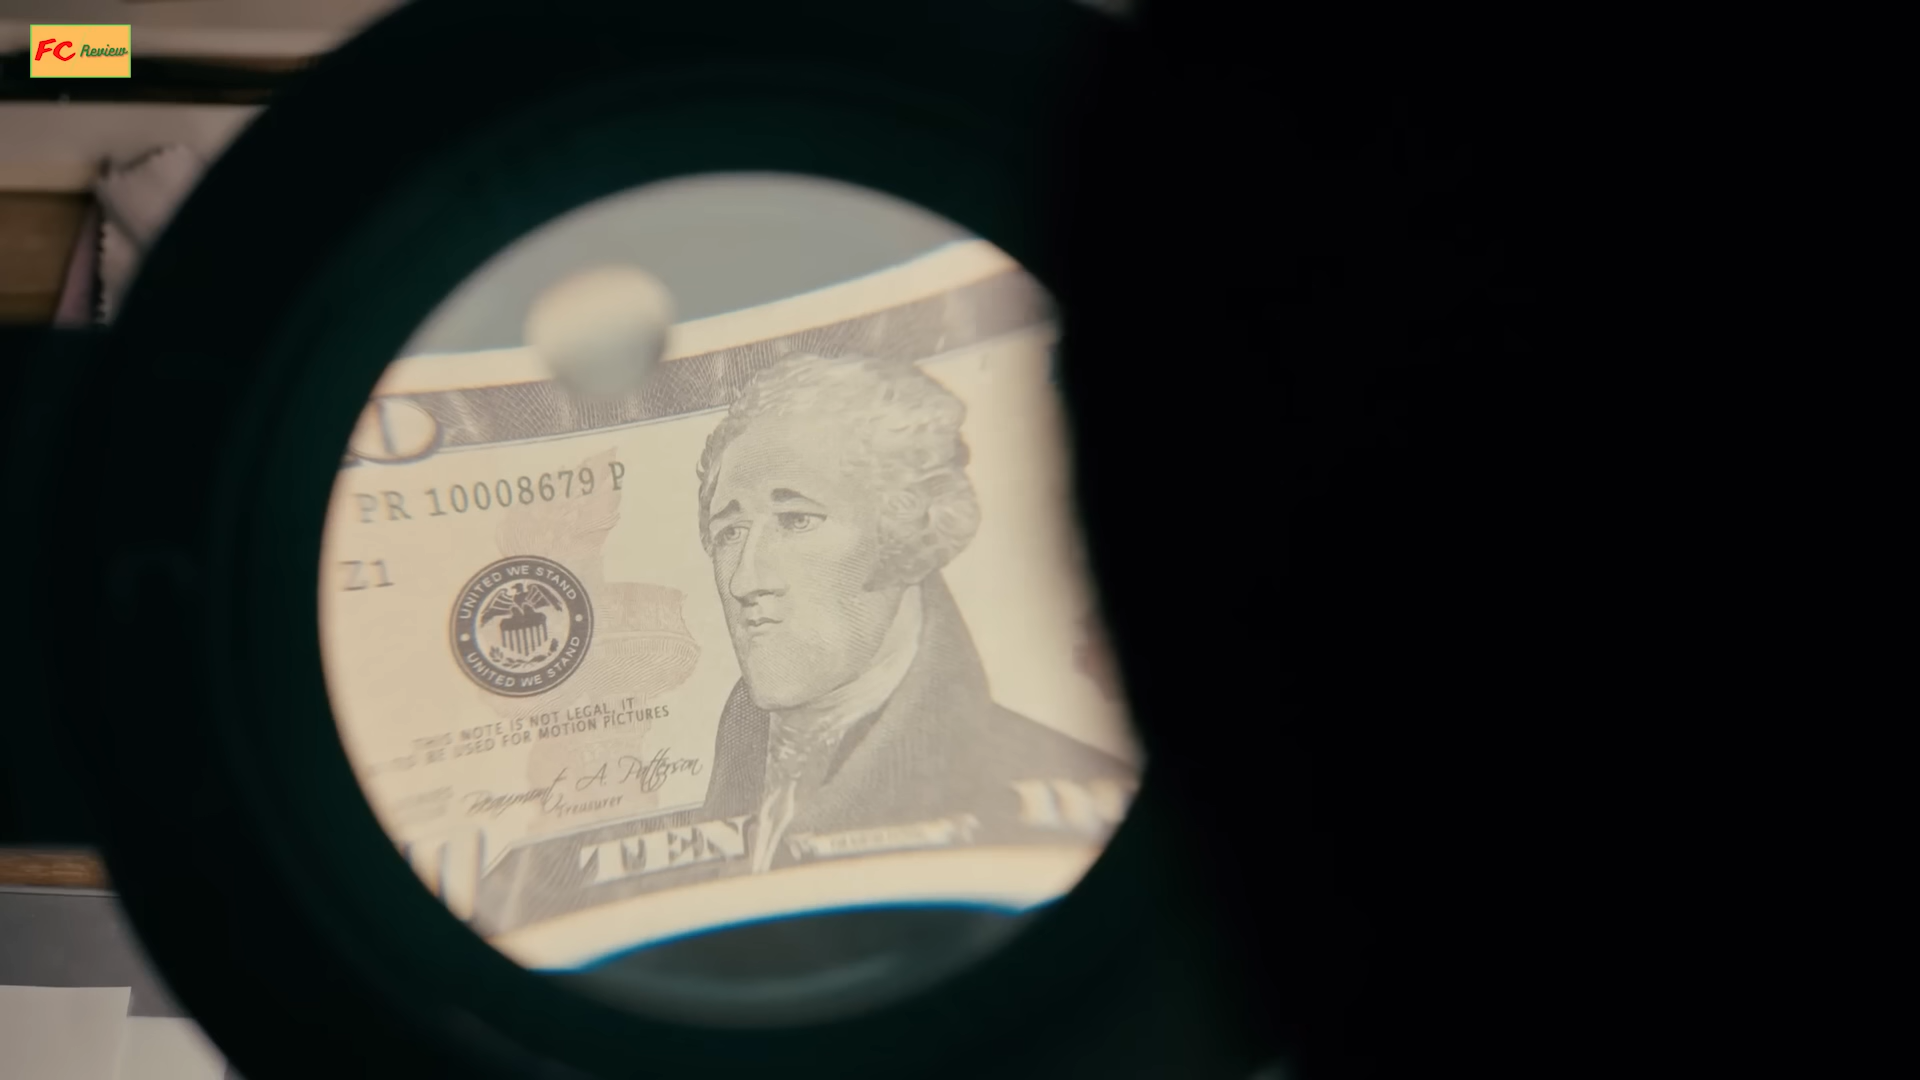 FC Review
PR 10008679 P
Z1
UNITED WE STAND
UNITED WE STAND
THIS NOTE IS NOT LEGAL, IT
TO BE USED FOR MOTION PICTURES
A. Patterson
Treasurer
TEN